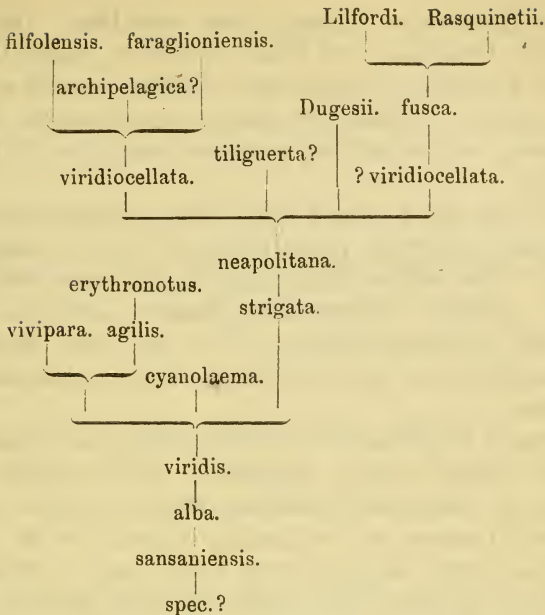 Lilfordi. Rasquinetii.
filfolensis. faraglioniensis.
archipelagica?
Dugesii. fusca.
tiliguerta?
viridiocellata. ? viridiocellata.
neapolitana.
erythronotus.
strigata.
vivipara. agilis.
cyanolaema.
viridis.
alba.
sansaniensis.
spec.?